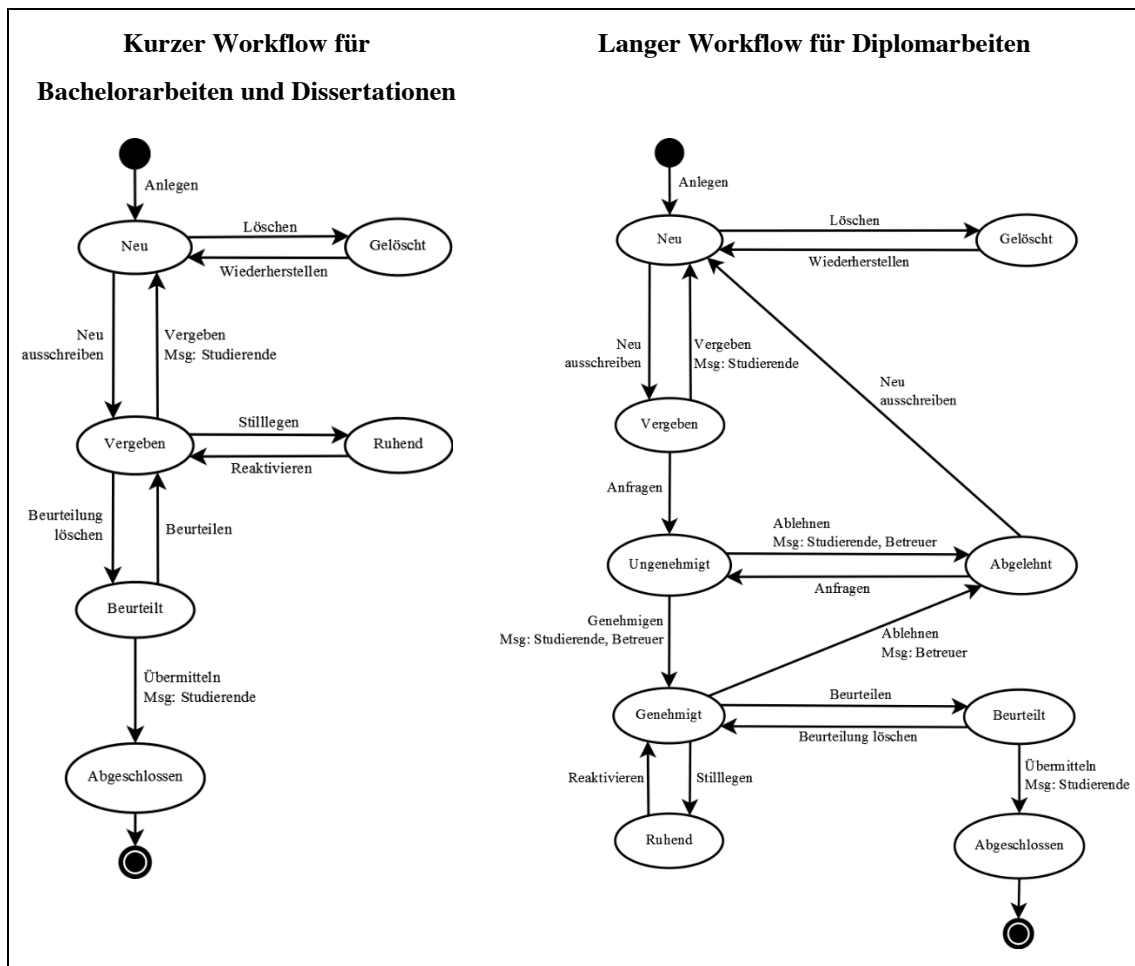 Kurzer Workflow für
Bachelorarbeiten und Dissertationen
Anlegen
Neu
Löschen
Gelöscht
Wiederherstellen
Neu
ausschreiben
Vergeben
Msg: Studierende
Vergeben
Stilllegen
Ruhend
Reaktivieren
Beurteilung
löschen
Beurteilen
Beurteilt
Übermitteln
Msg: Studierende
Abgeschlossen
Langer Workflow für Diplomarbeiten
Anlegen
Neu
Löschen
Gelöscht
Wiederherstellen
Neu
ausschreiben
Vergeben
Msg: Studierende
Neu
ausschreiben
Vergeben
Anfragen
Ungenehmigt
Ablehnen
Msg: Studierende, Betreuer
Abgelehnt
Anfragen
Genehmigen
Msg: Studierende, Betreuer
Ablehnen
Msg: Betreuer
Genehmigt
Beurteilen
Beurteilt
Beurteilung löschen
Reaktivieren
Stilllegen
Übermitteln
Msg: Studierende
Ruhend
Abgeschlossen